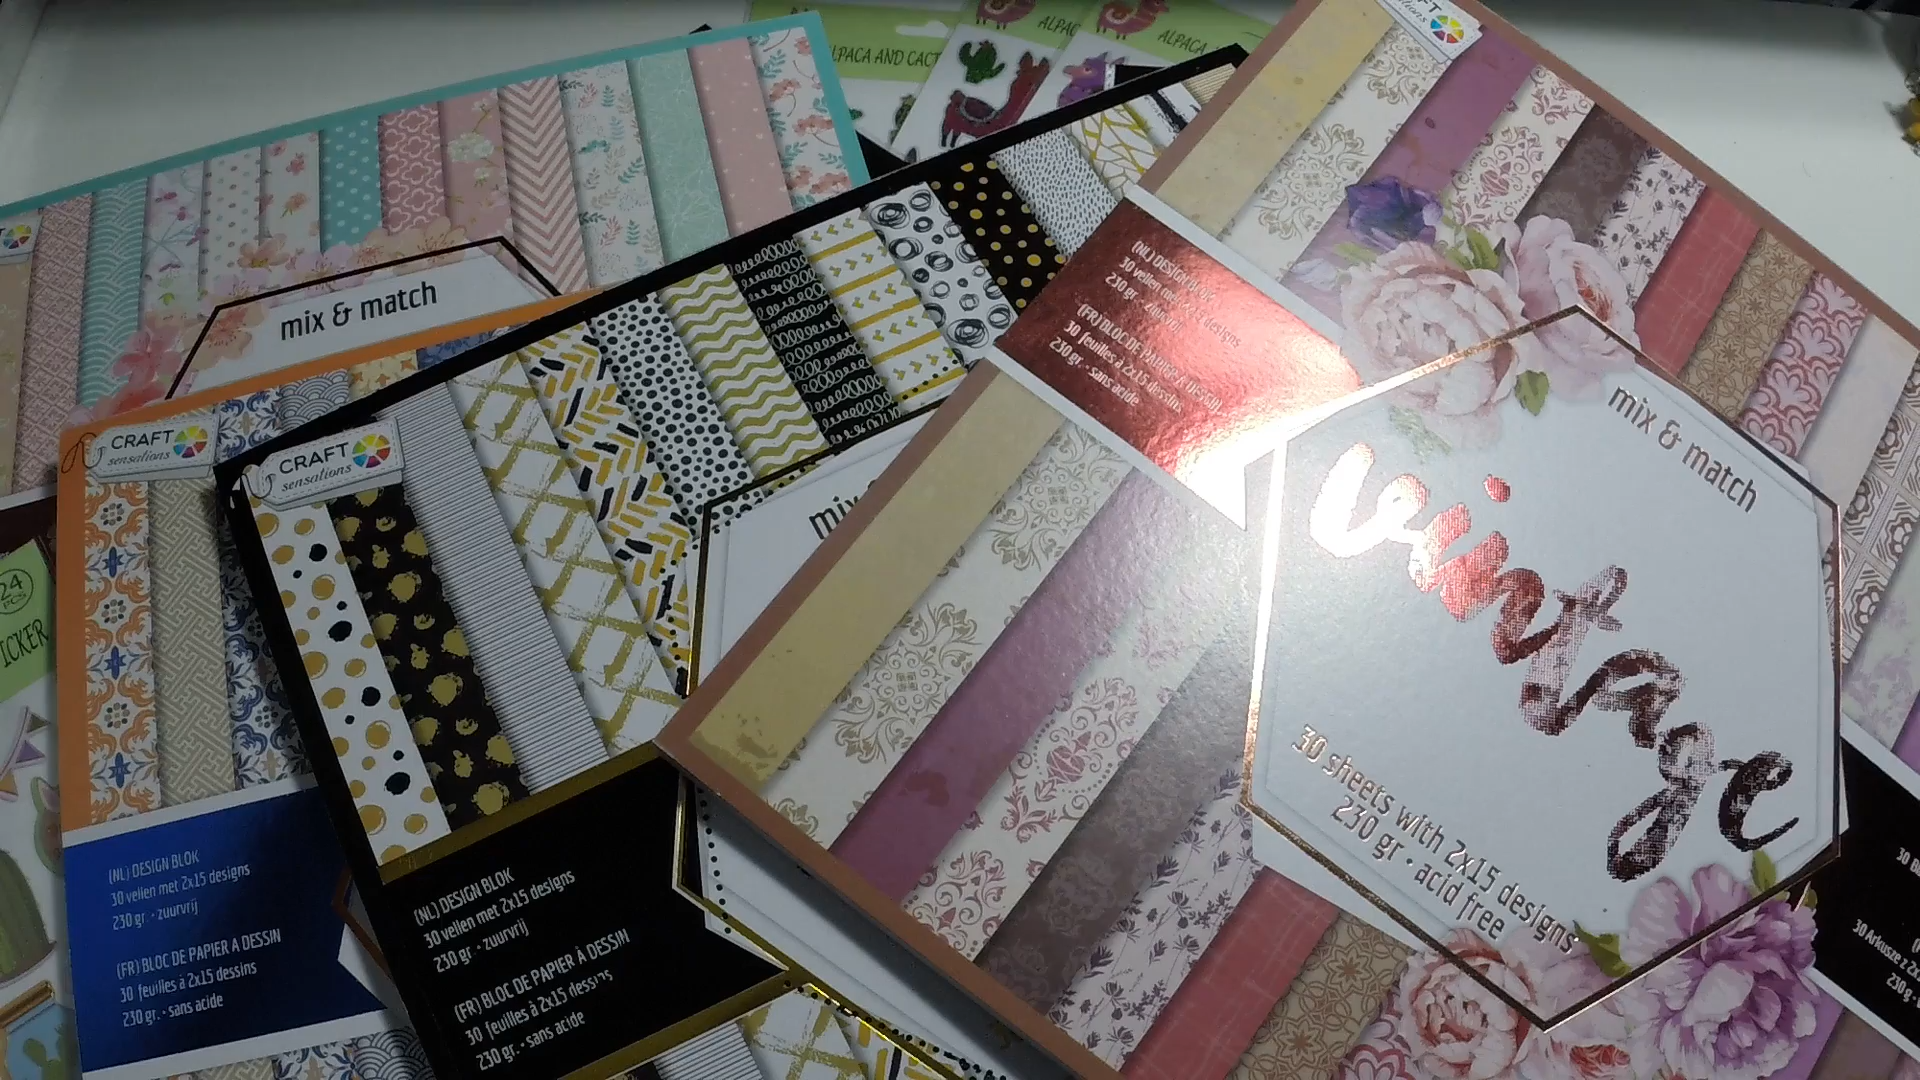 ALPACA AND CACT
ALPAC
ALPACA
mix & match
CRAFT
sensations
CRAFT
sensations
24
PCS
ICKER
(NL) DESIGN BLOK
30 vellen met 2x15 designs
230 gr. • zuurvrij
(FR) BLOC DE PAPIER A DESSIN
30 feuilles à 2x15 dessins
230 gr. • sans acide
(NL) DESIGN BLOK
30 vellen met 2x15 designs
230 gr. • zuurvrij
(FR) BLOC DE PAPIER À DESSIN
30 feuilles à 2x15 dessins
230 gr. • sans acide
mix
(NL) DESIGN BLOK
30 vellen met 2x15 designs
230 gr. • zuurvrij
(FR) BLOC DE PAPIER À DESSIN
30 feuilles à 2x15 dessins
230 gr. • sans acide
mix & match
vintage
30 sheets with 2x15 designs
230 gr • acid free
30 Arkusze z 2x
230 g